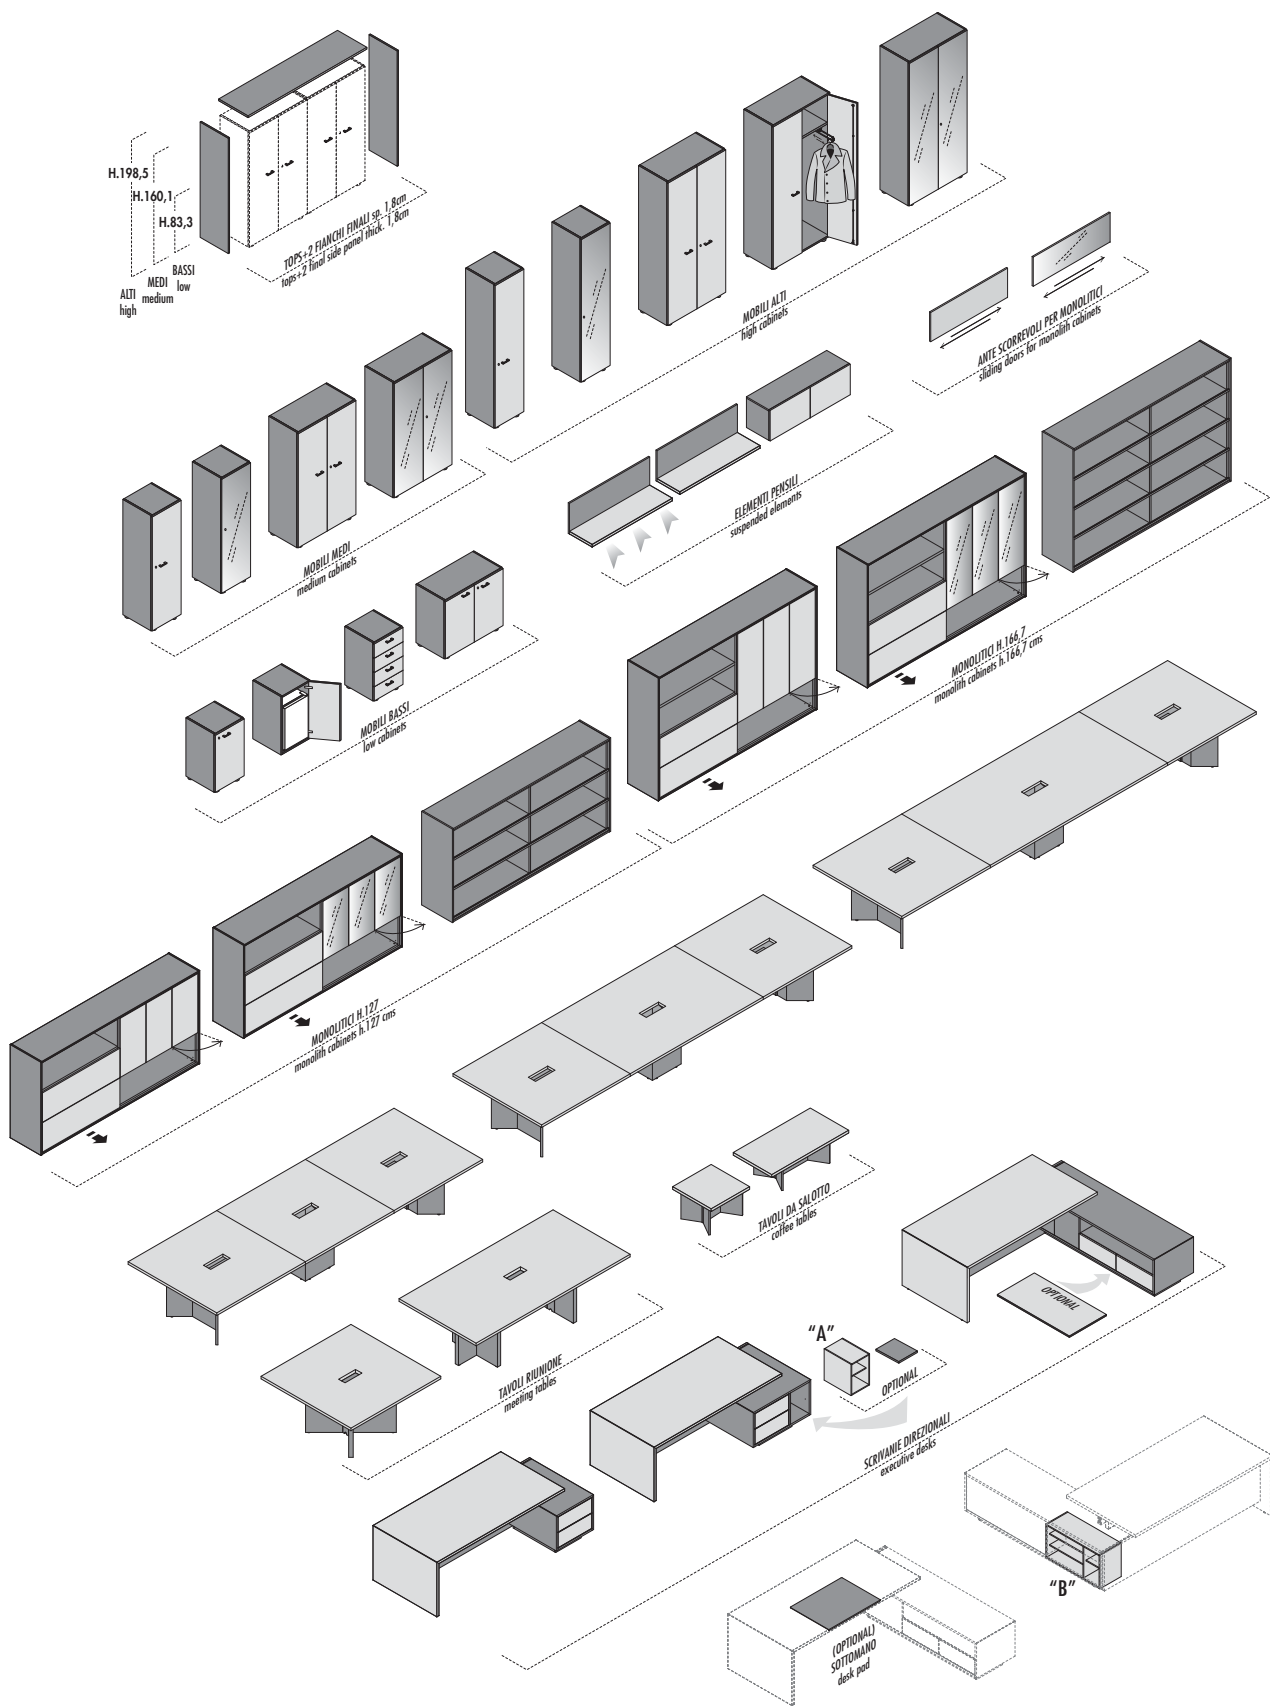 H.198,5
H.160,1
H.83,3
ALTI
high
MEDI
medium
BASSI
low
TOPS+2 FIANCHI FINALI sp. 1,8cm
tops+2 final side panel thick. 1,8cm
MOBILI ALTI
high cabinets
ANTE SCORREVOLI PER MONOLITICI
sliding doors for monolith cabinets
MOBILI MEDI
medium cabinets
ELEMENTI PENSILI
suspended elements
MOBILI BASSI
low cabinets
MONOLITICI H.166,7
monolith cabinets h.166,7 cms
MONOLITICI H.127
monolith cabinets h.127 cms
TAVOLI DA SALOTTO
coffee tables
OPTIONAL
TAVOLI RIUNIONE
meeting tables
“A”
OPTIONAL
SCRIVANIE DIREZIONALI
executive desks
“B”
(OPTIONAL)
SOTTOMANO
desk pad